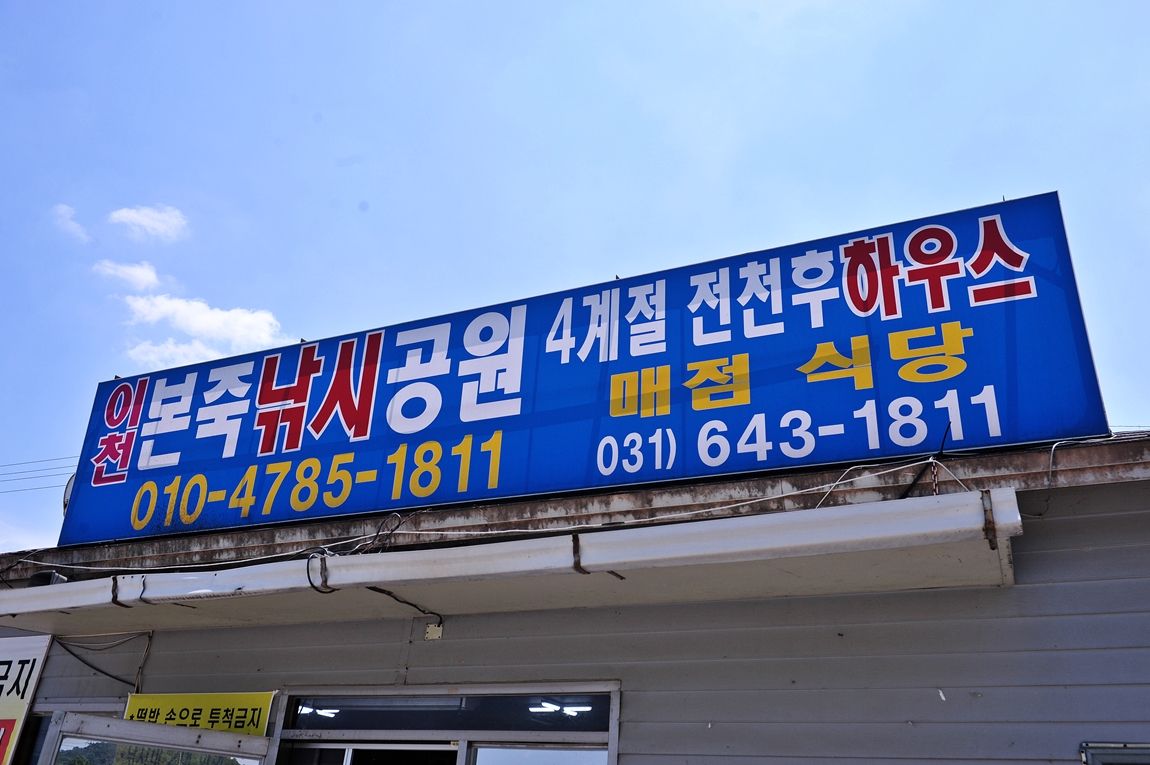 이천 본죽낚시공원 4계절 전천후하우스
매점 식당
010-4785-1811 031) 643-1811
금지
*떡밥 손으로 투척금지